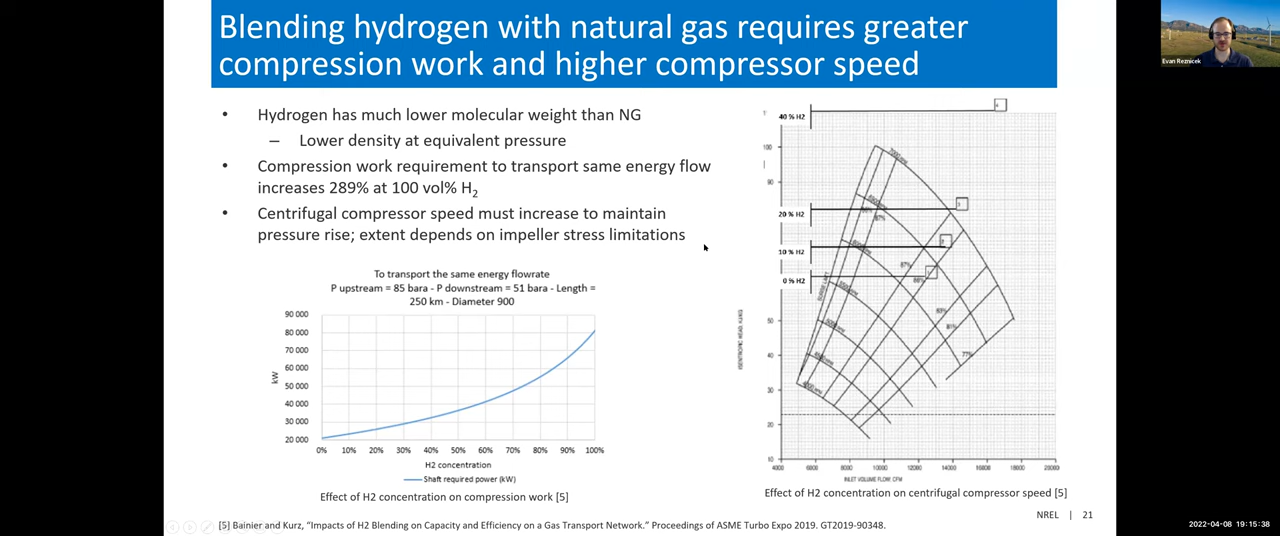 Blending hydrogen with natural gas requires greater
compression work and higher compressor speed
Evan Reznicek
• Hydrogen has much lower molecular weight than NG
– Lower density at equivalent pressure
• Compression work requirement to transport same energy flow
increases 289% at 100 vol% H2
• Centrifugal compressor speed must increase to maintain
pressure rise; extent depends on impeller stress limitations
To transport the same energy flowrate
P upstream = 85 bara - P downstream = 51 bara - Length =
250 km - Diameter 900
90 000
80 000
70 000
60 000
50 000
40 000
30 000
20 000
kW
0% 10% 20% 30% 40% 50% 60% 70% 80% 90% 100%
H2 concentration
Shaft required power (kW)
Effect of H2 concentration on compression work [5]
40 % H2
20 % H2
10 % H2
0 % H2
100
90
50
40
30
20
10
SURGE LIMIT
87%
87%
77%
4000 6000 8000 10000 12000 14000 16000 18000 20000
INLET VOLUME FLOW, CFM
Effect of H2 concentration on centrifugal compressor speed [5]
NREL | 21
[5] Bainier and Kurz, “Impacts of H2 Blending on Capacity and Efficiency on a Gas Transport Network.” Proceedings of ASME Turbo Expo 2019. GT2019-90348.
2022-04-08 19:15:38